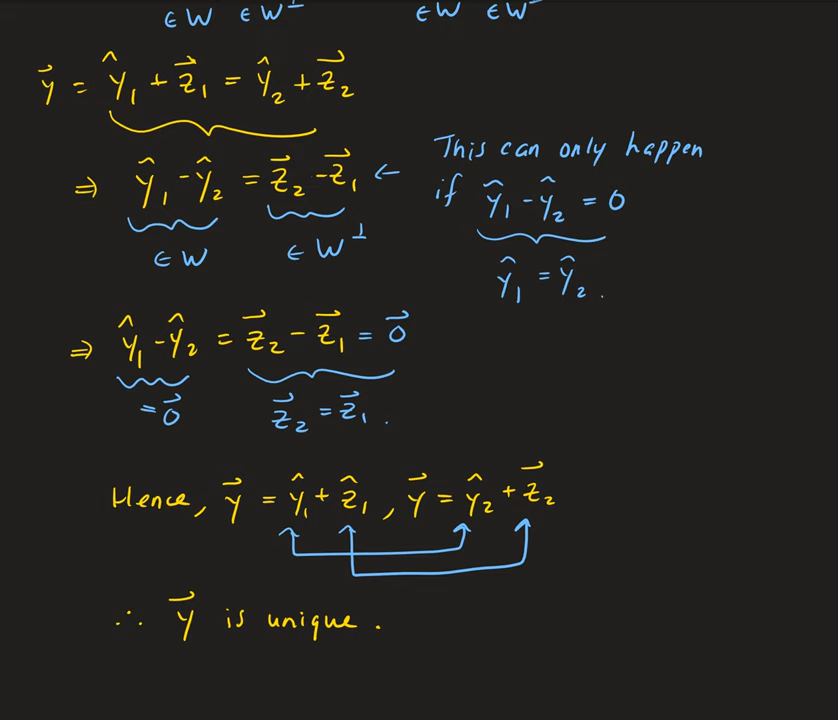 ∈ W ∈ W⊥ ∈ W ∈ W⊥
y⃗ = ŷ₁ + z⃗₁ = ŷ₂ + z⃗₂
⇒ ŷ₁ - ŷ₂ = z⃗₂ - z⃗₁ ←
∈ W ∈ W⊥
This can only happen
if ŷ₁ - ŷ₂ = 0
ŷ₁ = ŷ₂ .
⇒ ŷ₁ - ŷ₂ = z⃗₂ - z⃗₁ = 0⃗
= 0⃗ z⃗₂ = z⃗₁ .
Hence, y⃗ = ŷ₁ + ẑ₁ , y⃗ = ŷ₂ + z⃗₂
∴ y⃗ is unique .